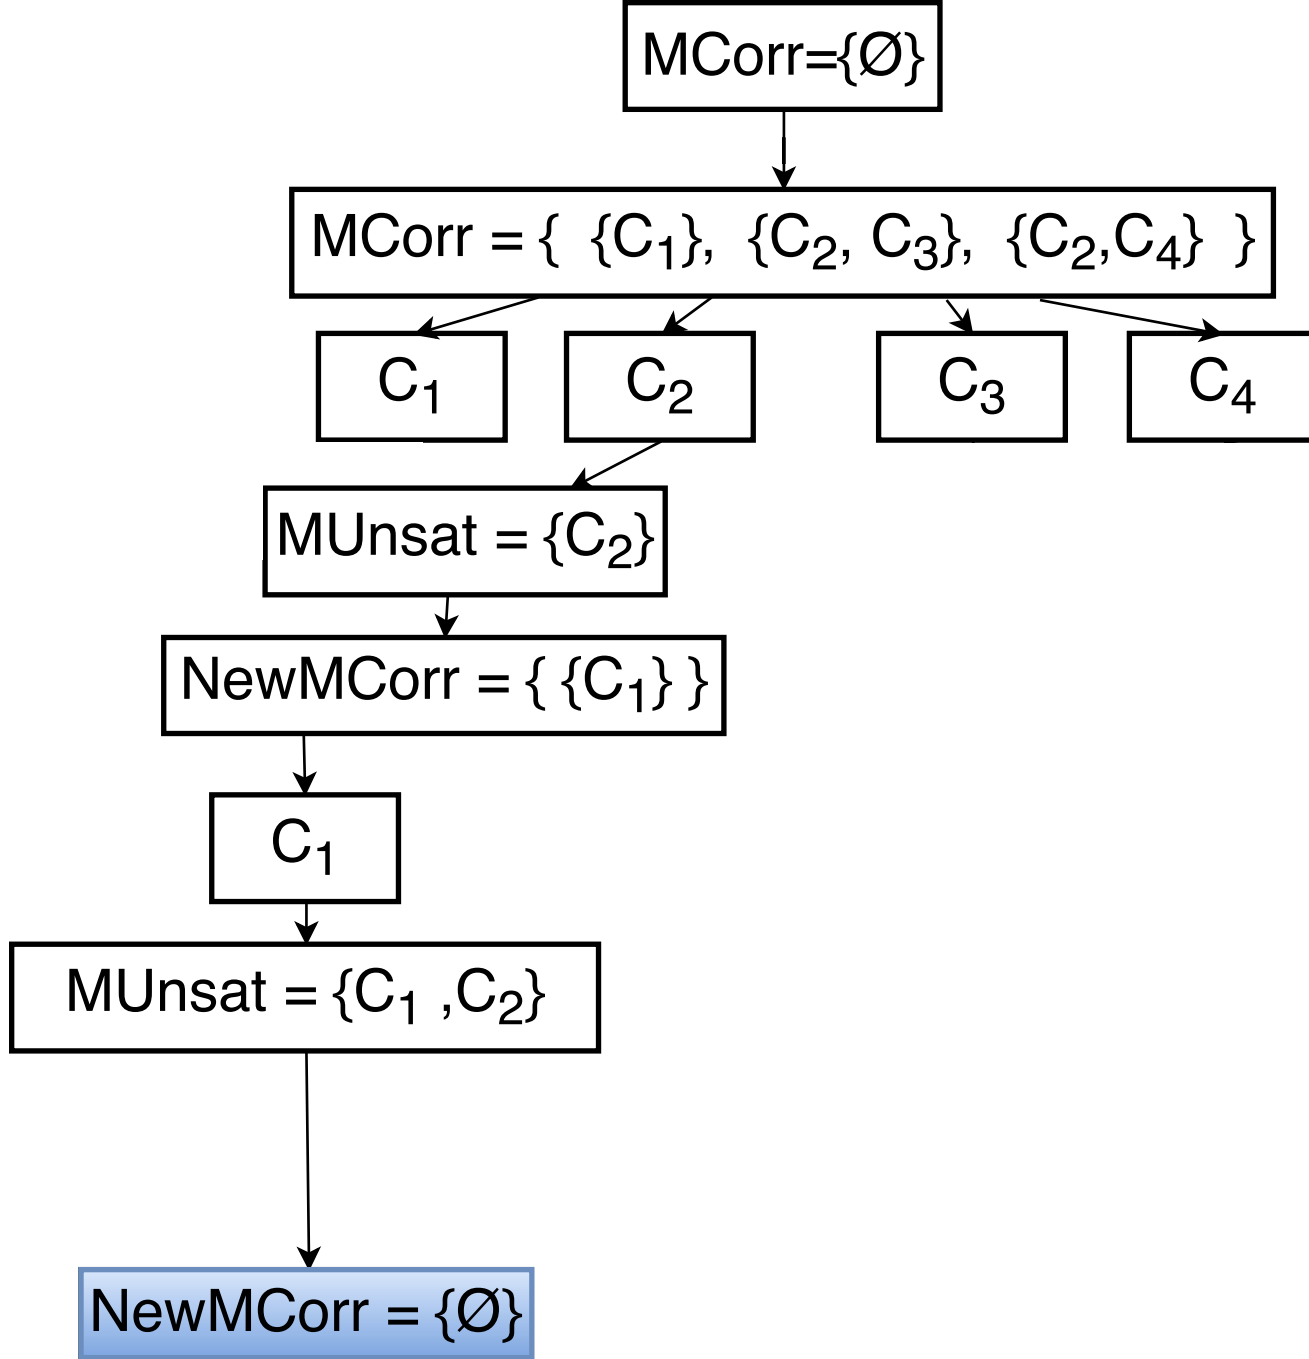 MCorr={Ø}
MCorr = { {C₁}, {C₂, C₃}, {C₂,C₄} }
C₁
C₂
C₃
C₄
MUnsat = {C₂}
NewMCorr = { {C₁} }
C₁
MUnsat = {C₁ ,C₂}
NewMCorr = {Ø}